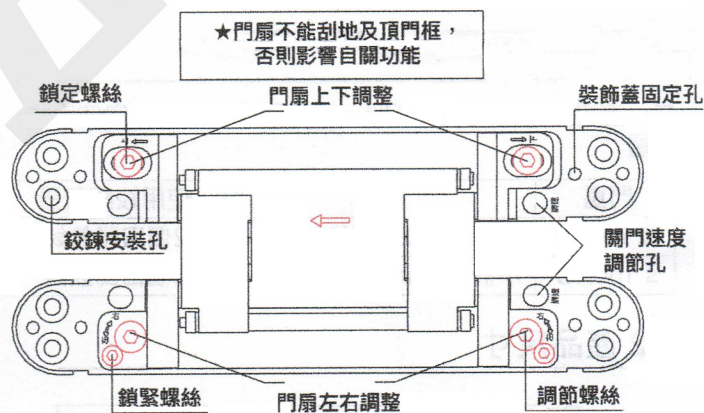 ★門扇不能刮地及頂門框，
否則影響自關功能
鎖定螺絲
門扇上下調整
裝飾蓋固定孔
鉸鍊安裝孔
關門速度
調節孔
鎖緊螺絲
門扇左右調整
調節螺絲